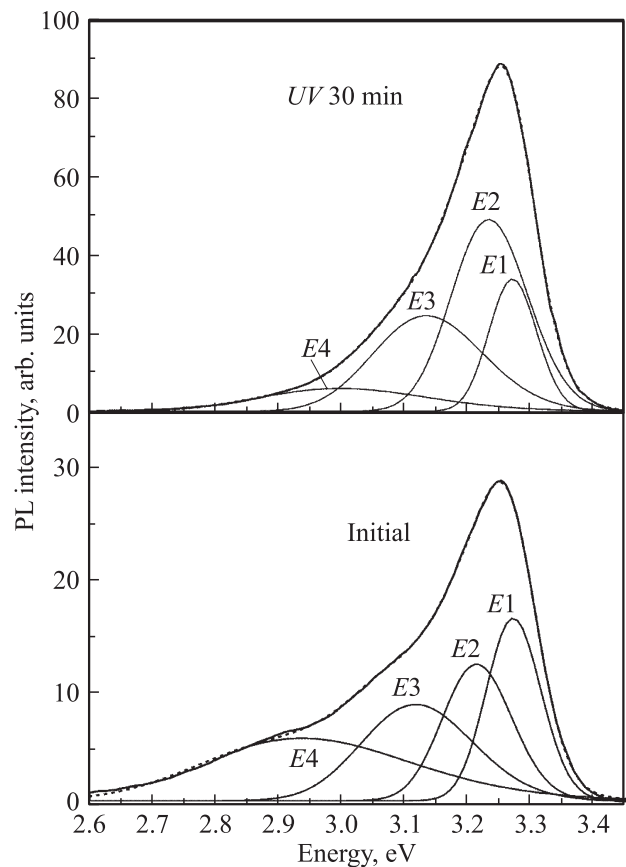 100
UV 30 min
80
60
E2
E1
40
E3
20
E4
0
PL intensity, arb. units
30
Initial
20
E1
E2
10
E3
E4
0
2.6 2.7 2.8 2.9 3.0 3.1 3.2 3.3 3.4
Energy, eV